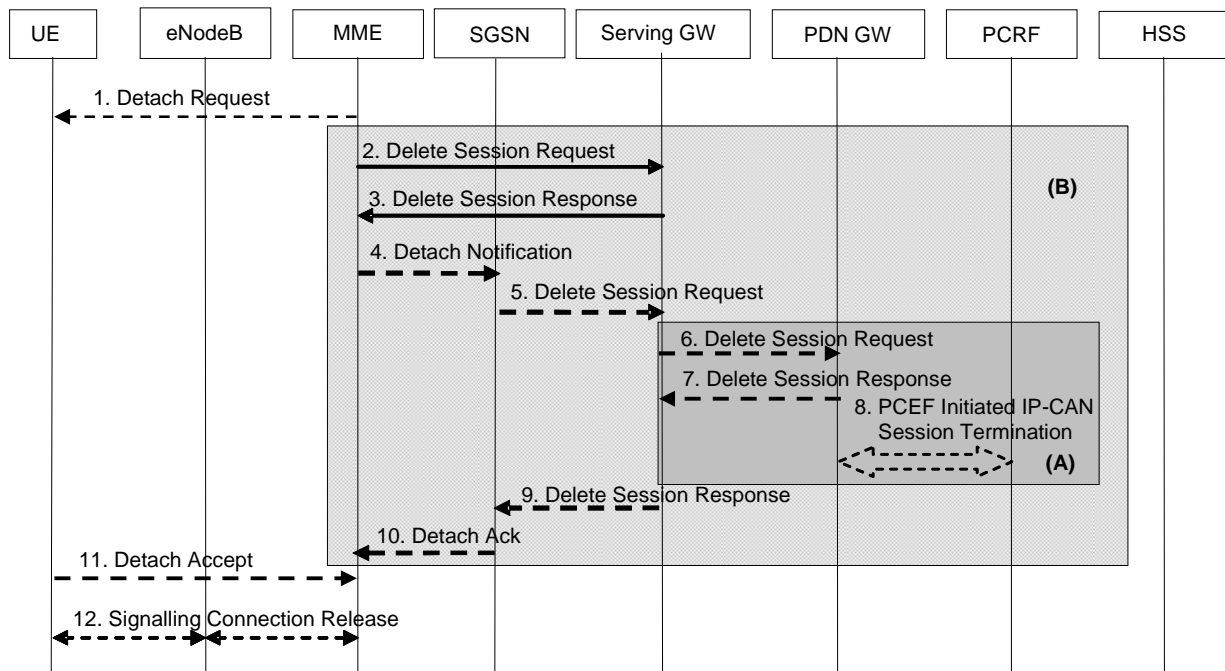 UE
eNodeB
MME
SGSN
Serving GW
PDN GW
PCRF
HSS
1. Detach Request
2. Delete Session Request
(B)
3. Delete Session Response
4. Detach Notification
5. Delete Session Request
6. Delete Session Request
7. Delete Session Response
8. PCEF Initiated IP-CAN
Session Termination
(A)
9. Delete Session Response
10. Detach Ack
11. Detach Accept
12. Signalling Connection Release